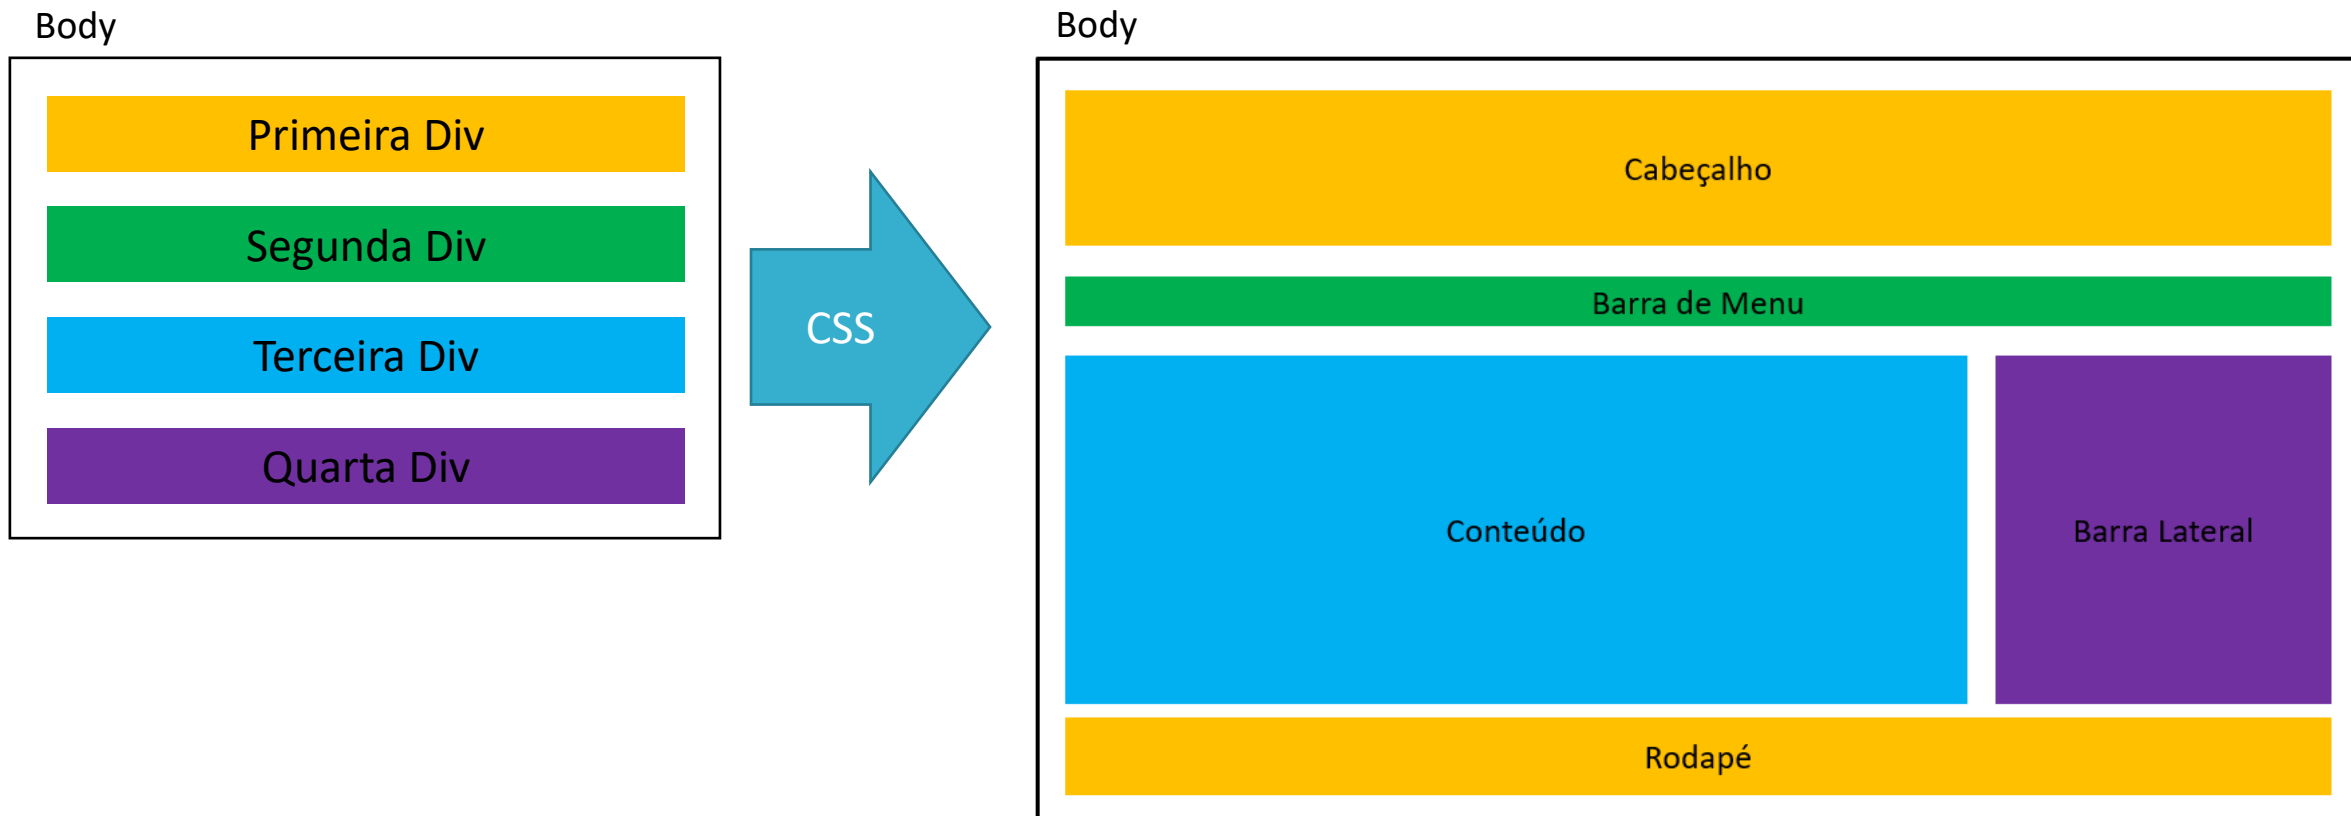 Body
Primeira Div
Segunda Div
Terceira Div
Quarta Div
CSS
Body
Cabeçalho
Barra de Menu
Conteúdo
Barra Lateral
Rodapé